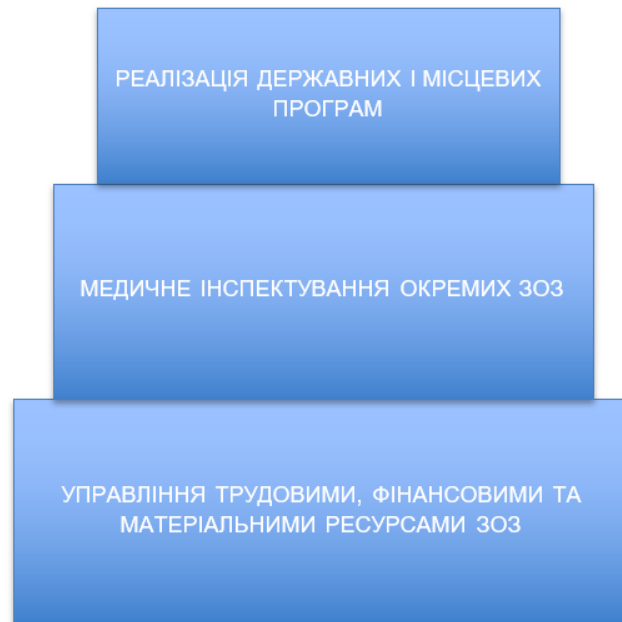 РЕАЛІЗАЦІЯ ДЕРЖАВНИХ І МІСЦЕВИХ
ПРОГРАМ
МЕДИЧНЕ ІНСПЕКТУВАННЯ ОКРЕМИХ ЗОЗ
УПРАВЛІННЯ ТРУДОВИМИ, ФІНАНСОВИМИ ТА
МАТЕРІАЛЬНИМИ РЕСУРСАМИ ЗОЗ